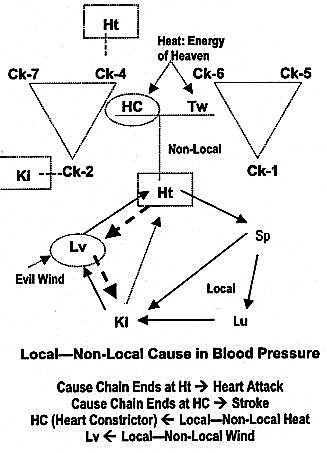 Ht
Heat: Energy
of Heaven
Ck-7 Ck-4 Ck-6 Ck-5
HC Tw
Ki Ck-2 Ck-1
Non-Local
Ht
Lv Sp
Evil Wind
Local
KI Lu
Local—Non-Local Cause in Blood Pressure
Cause Chain Ends at Ht → Heart Attack
Cause Chain Ends at HC → Stroke
HC (Heart Constrictor) ← Local—Non-Local Heat
Lv ← Local—Non-Local Wind